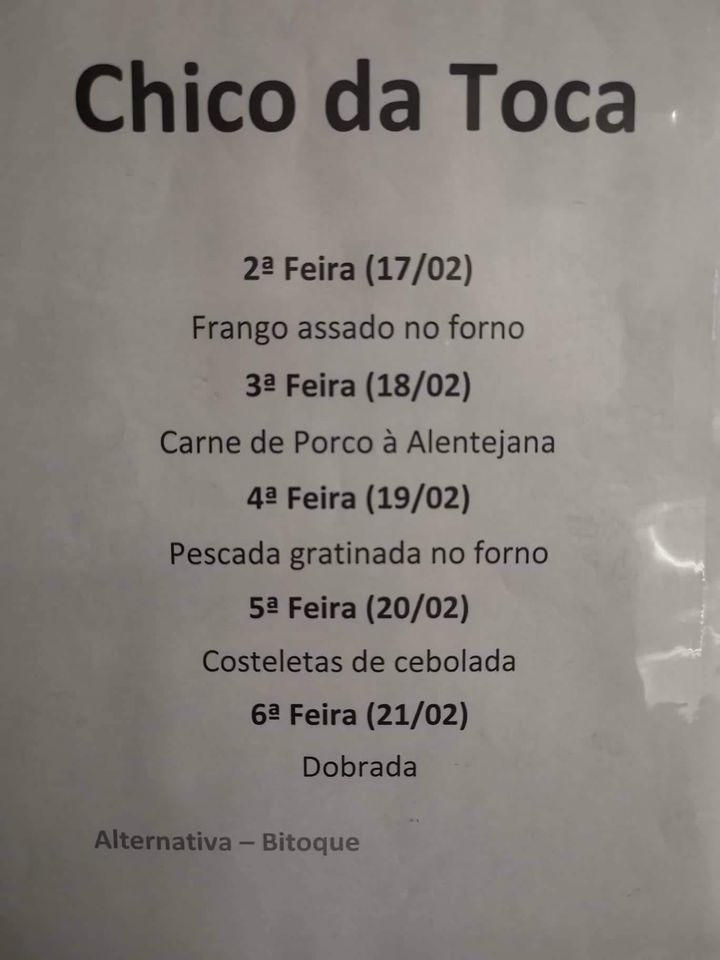 Chico da Toca
2ª Feira (17/02)
Frango assado no forno
3ª Feira (18/02)
Carne de Porco à Alentejana
4ª Feira (19/02)
Pescada gratinada no forno
5ª Feira (20/02)
Costeletas de cebolada
6ª Feira (21/02)
Dobrada
Alternativa – Bitoque